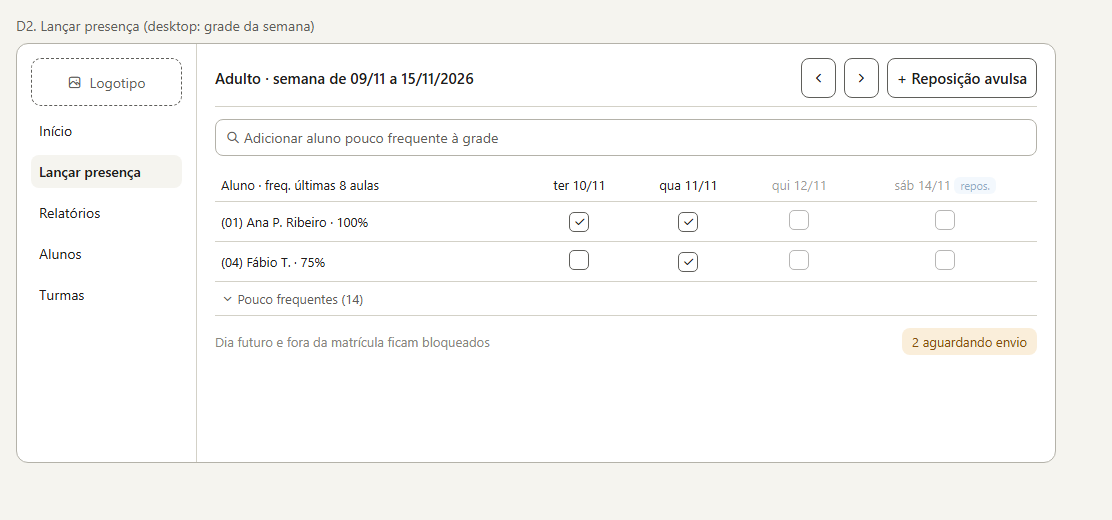 D2. Lançar presença (desktop: grade da semana)
Logotipo
Início
Lançar presença
Relatórios
Alunos
Turmas
Adulto · semana de 09/11 a 15/11/2026
+ Reposição avulsa
Adicionar aluno pouco frequente à grade
Aluno · freq. últimas 8 aulas ter 10/11 qua 11/11 qui 12/11 sáb 14/11 repos.
(01) Ana P. Ribeiro · 100%
(04) Fábio T. · 75%
Pouco frequentes (14)
Dia futuro e fora da matrícula ficam bloqueados
2 aguardando envio